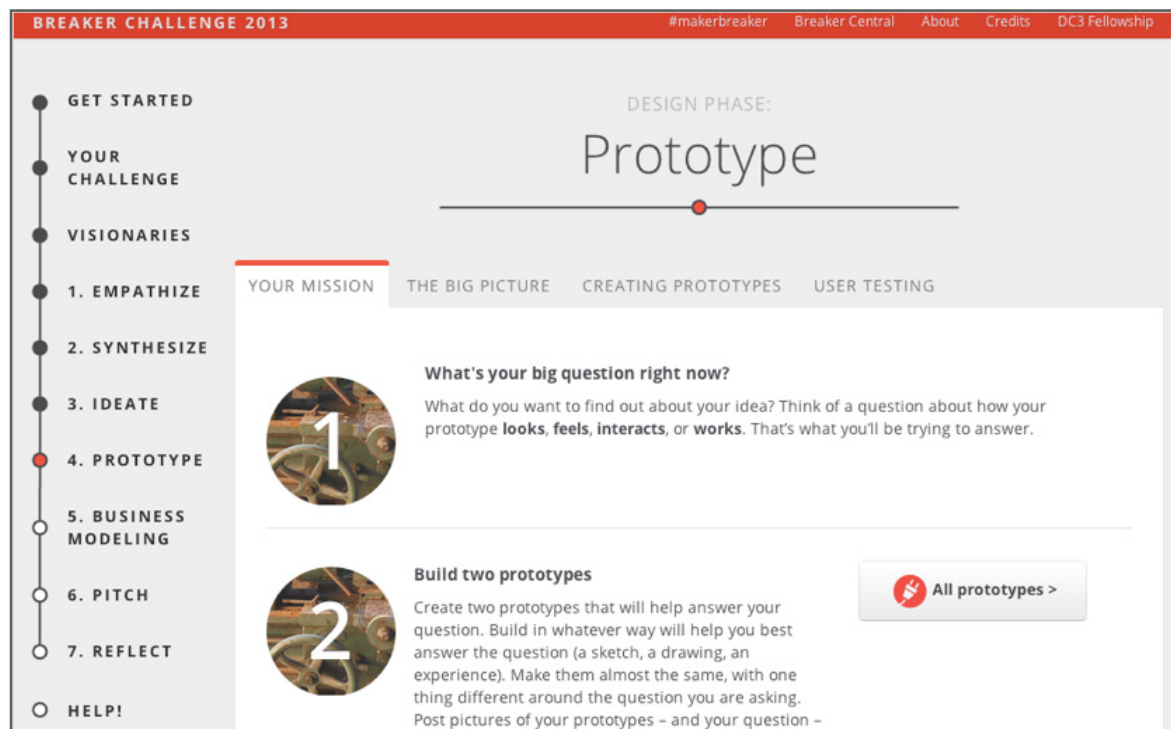 BREAKER CHALLENGE 2013
#makerbreaker Breaker Central About Credits DC3 Fellowship
GET STARTED
YOUR
CHALLENGE
VISIONARIES
1. EMPATHIZE
2. SYNTHESIZE
3. IDEATE
4. PROTOTYPE
5. BUSINESS
MODELING
6. PITCH
7. REFLECT
HELP!
DESIGN PHASE:
Prototype
YOUR MISSION THE BIG PICTURE CREATING PROTOTYPES USER TESTING
1
What's your big question right now?
What do you want to find out about your idea? Think of a question about how your
prototype looks, feels, interacts, or works. That’s what you’ll be trying to answer.
2
Build two prototypes
Create two prototypes that will help answer your
question. Build in whatever way will help you best
answer the question (a sketch, a drawing, an
experience). Make them almost the same, with one
thing different around the question you are asking.
Post pictures of your prototypes – and your question –
All prototypes >